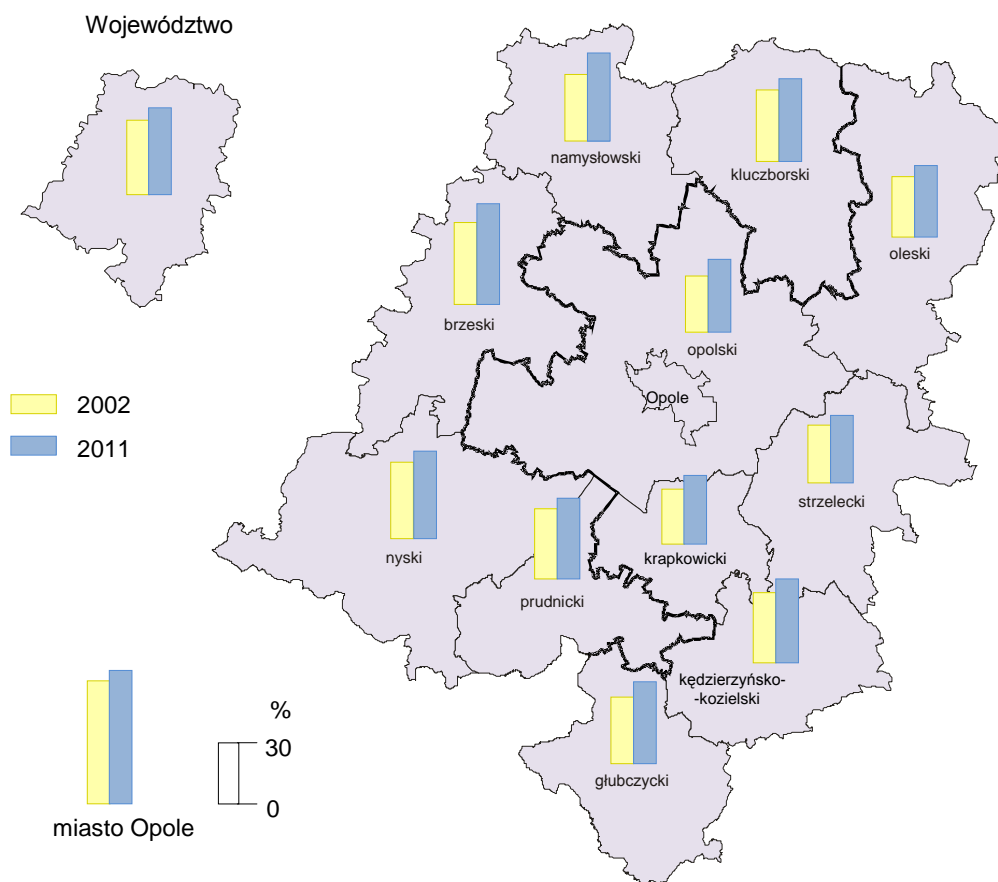 Województwo
namysłowski
kluczborski
oleski
brzeski
opolski
Opole
2002
2011
strzelecki
nyski
krapkowicki
prudnicki
kędzierzyńsko-
-kozielski
%
30
0
głubczycki
miasto Opole